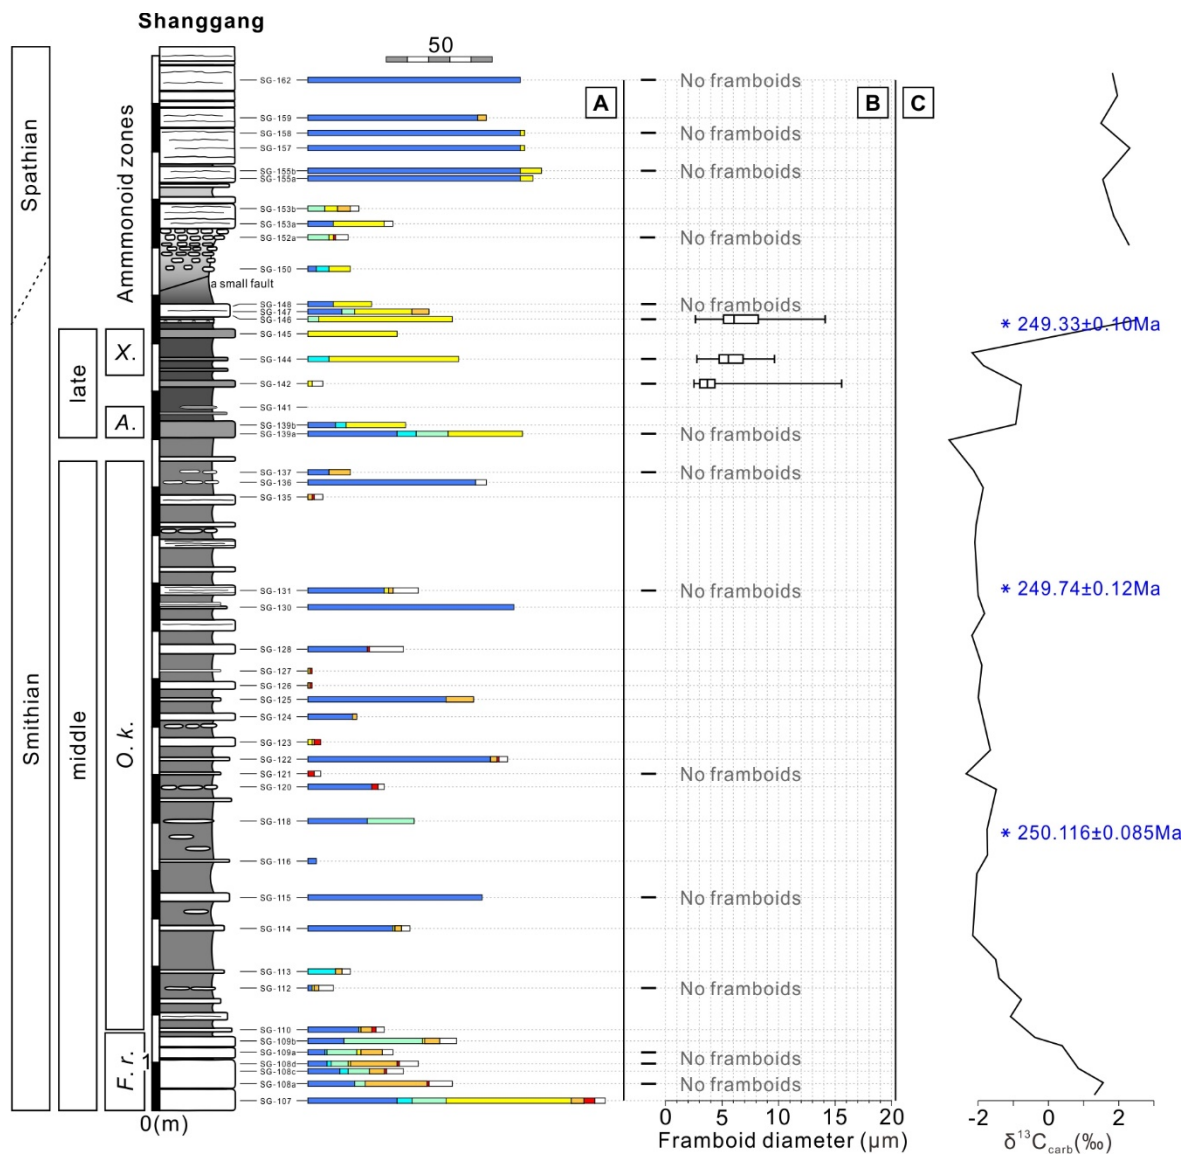 Shanggang
50
A
B
C
Spathian
Smithian
late
middle
Ammonoid zones
X.
A.
O. k.
F. r.
SG-162
No framboids
SG-159
SG-158
No framboids
SG-157
SG-155b
No framboids
SG-155a
SG-153b
SG-153a
SG-152a
No framboids
SG-150
a small fault
SG-148
No framboids
SG-147
SG-146
* 249.33±0.10Ma
SG-145
SG-144
SG-142
SG-141
SG-139b
SG-139a
No framboids
SG-137
No framboids
SG-136
SG-135
SG-131
No framboids
* 249.74±0.12Ma
SG-130
SG-128
SG-127
SG-126
SG-125
SG-124
SG-123
SG-122
SG-121
No framboids
SG-120
SG-118
* 250.116±0.085Ma
SG-116
SG-115
No framboids
SG-114
SG-113
SG-112
No framboids
SG-110
SG-109b
SG-109a
No framboids
1
SG-108d
SG-108c
SG-108a
No framboids
SG-107
0(m)
0 5 10 15 20
Framboid diameter (µm)
-2 0 2
δ¹³Ccarb(‰)